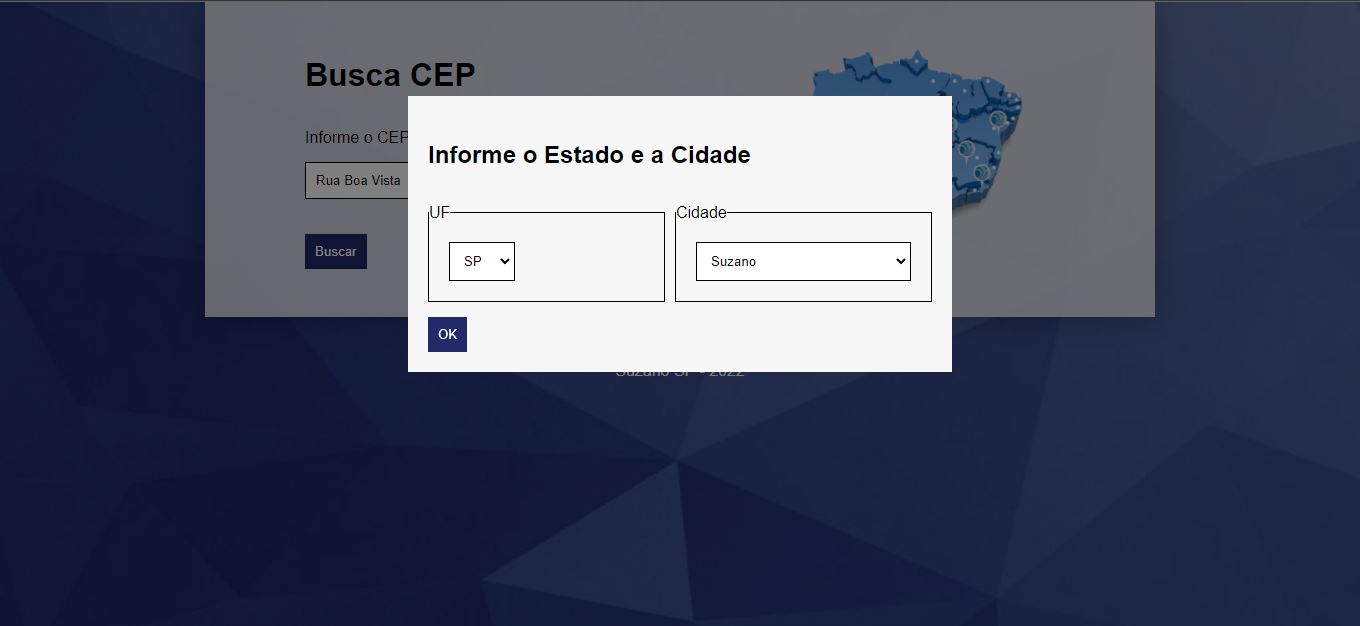 Busca CEP
Informe o CEP
Rua Boa Vista
Buscar
Informe o Estado e a Cidade
UF
SP
Cidade
Suzano
OK
Suzano SP - 2022